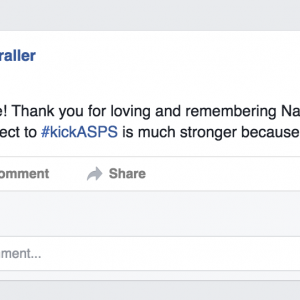 raller
e! Thank you for loving and remembering Na
ect to #kickASPS is much stronger because
omment Share
ment...